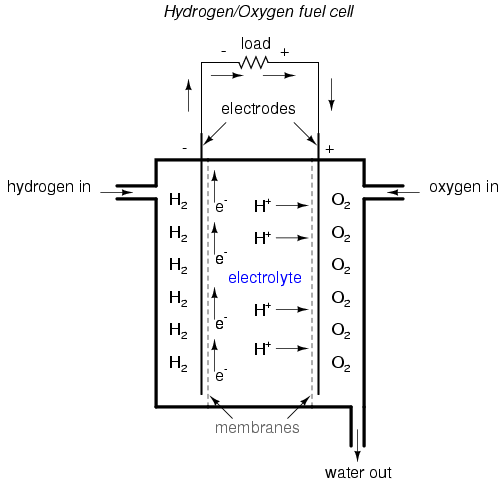 Hydrogen/Oxygen fuel cell
load
- +
electrodes
- +
hydrogen in
oxygen in
H₂ e⁻ H⁺ O₂
H₂ H⁺ O₂
H₂ e⁻ electrolyte O₂
H₂ H⁺ O₂
H₂ e⁻ H⁺ O₂
H₂ e⁻ O₂
membranes
water out